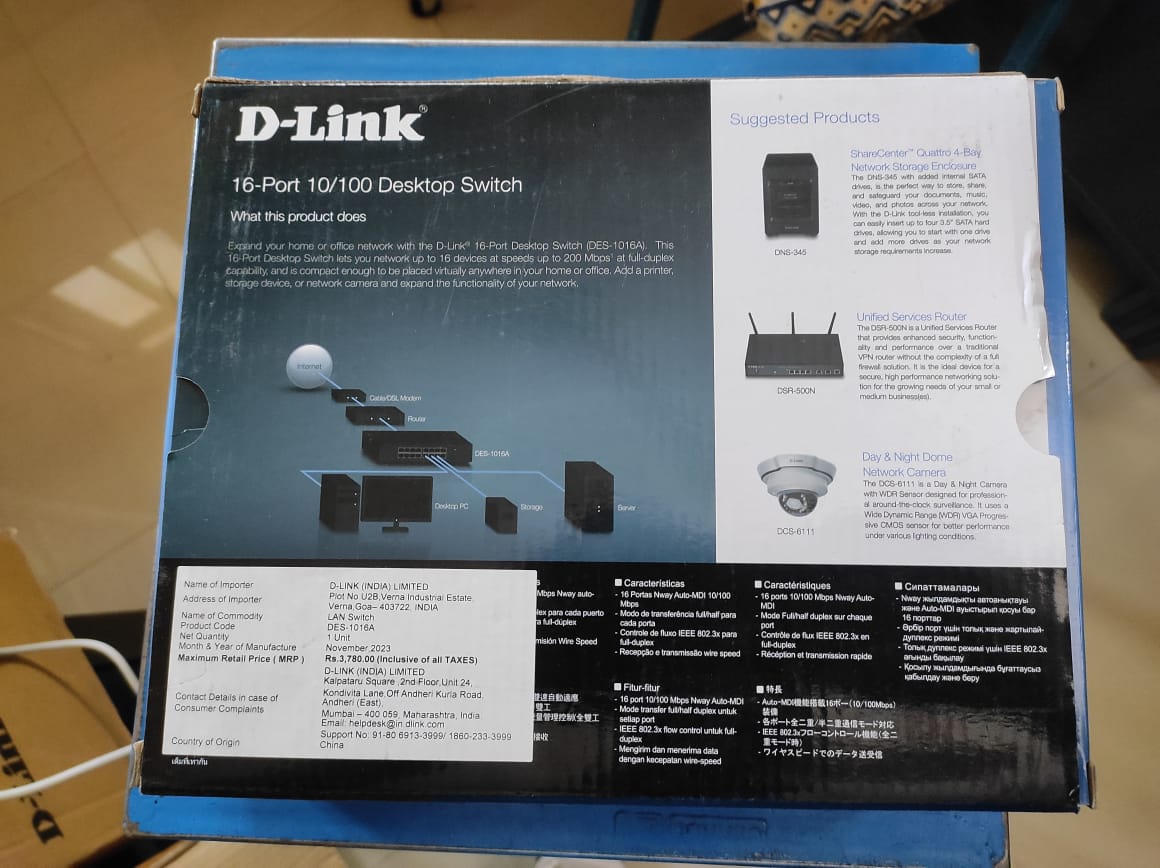 D-Link®
16-Port 10/100 Desktop Switch
What this product does
Expand your home or office network with the D-Link® 16-Port Desktop Switch (DES-1016A). This
16-Port Desktop Switch lets you network up to 16 devices at speeds up to 200 Mbps¹ at full-duplex
capability, and is compact enough to be placed virtually anywhere in your home or office. Add a printer,
storage device, or network camera and expand the functionality of your network.
Internet
Cable/DSL Modem
Router
DES-1016A
Desktop PC
Storage
Server
Suggested Products
ShareCenter™ Quattro 4-Bay
Network Storage Enclosure
The DNS-345 with added internal SATA
drives, is the perfect way to store, share,
and safeguard your documents, music,
video, and photos across your network.
With the D-Link tool-less installation, you
can easily insert up to four 3.5" SATA hard
drives, allowing you to start with one drive
and add more drives as your network
storage requirements increase.
DNS-345
Unified Services Router
The DSR-500N is a Unified Services Router
that provides enhanced security, function-
ality and performance over a traditional
VPN router without the complexity of a full
firewall solution. It is the ideal device for a
secure, high performance networking solu-
tion for the growing needs of your small or
medium business(es).
DSR-500N
Day & Night Dome
Network Camera
The DCS-6111 is a Day & Night Camera
with WDR Sensor designed for profession-
al around-the-clock surveillance. It uses a
Wide Dynamic Range (WDR) VGA Progres-
sive CMOS sensor for better performance
under various lighting conditions.
DCS-6111
Name of Importer D-LINK (INDIA) LIMITED
Address of Importer Plot No U2B,Verna Industrial Estate,
Verna,Goa– 403722, INDIA
Name of Commodity LAN Switch
Product Code DES-1016A
Net Quantity 1 Unit
Month & Year of Manufacture November,2023
Maximum Retail Price ( MRP ) Rs.3,780.00 (Inclusive of all TAXES)
D-LINK (INDIA) LIMITED
Kalpataru Square ,2nd Floor,Unit 24,
Contact Details in case of Kondivita Lane,Off Andheri Kurla Road,
Consumer Complaints Andheri (East),
Mumbai – 400 059, Maharashtra, India
Email: helpdesk@in.dlink.com
Support No: 91-80 6913-3999/ 1860-233-3999
Country of Origin China
เต็มที่เท่ากัน
s
Mbps Nway auto-
lex para cada puerto
a full-dúplex
misión Wire Speed
雙速自動適應
雙工
量管理控制(全雙工
接收
■ Características
- 16 Portas Nway Auto-MDI 10/100
Mbps
- Modo de transferência full/half para
cada porta
- Controle de fluxo IEEE 802.3x para
full-duplex
- Recepção e transmissão wire speed
■ Fitur-fitur
- 16 port 10/100 Mbps Nway Auto-MDI
- Mode transfer full/half duplex untuk
setiap port
- IEEE 802.3x flow control untuk full-
duplex
- Mengirim dan menerima data
dengan kecepatan wire-speed
■ Caractéristiques
- 16 ports 10/100 Mbps Nway Auto-
MDI
- Mode Full/half duplex sur chaque
port
- Contrôle de flux IEEE 802.3x en
full-duplex
- Récéption et transmission rapide
■ 特長
- Auto-MDI機能搭載16ポー(10/100Mbps)
装備
- 各ポート全二重/半二重通信モード対応
- IEEE 802.3xフローコントロール機能(全二
重モード時)
- ワイヤスピードでのデータ送受信
■ Сипаттамалары
- Nway жылдамдықты автоанықтауы
және Auto-MDI ауыстырып қосуы бар
16 порттары
- Әрбір порт үшін толық және жартылай-
дуплекс режимі
- Толық дуплекс режимі үшін IEEE 802.3x
ағынды бақылау
- Қосылу жылдамдығында бұғаттаусыз
қабылдау және беру
D-Link